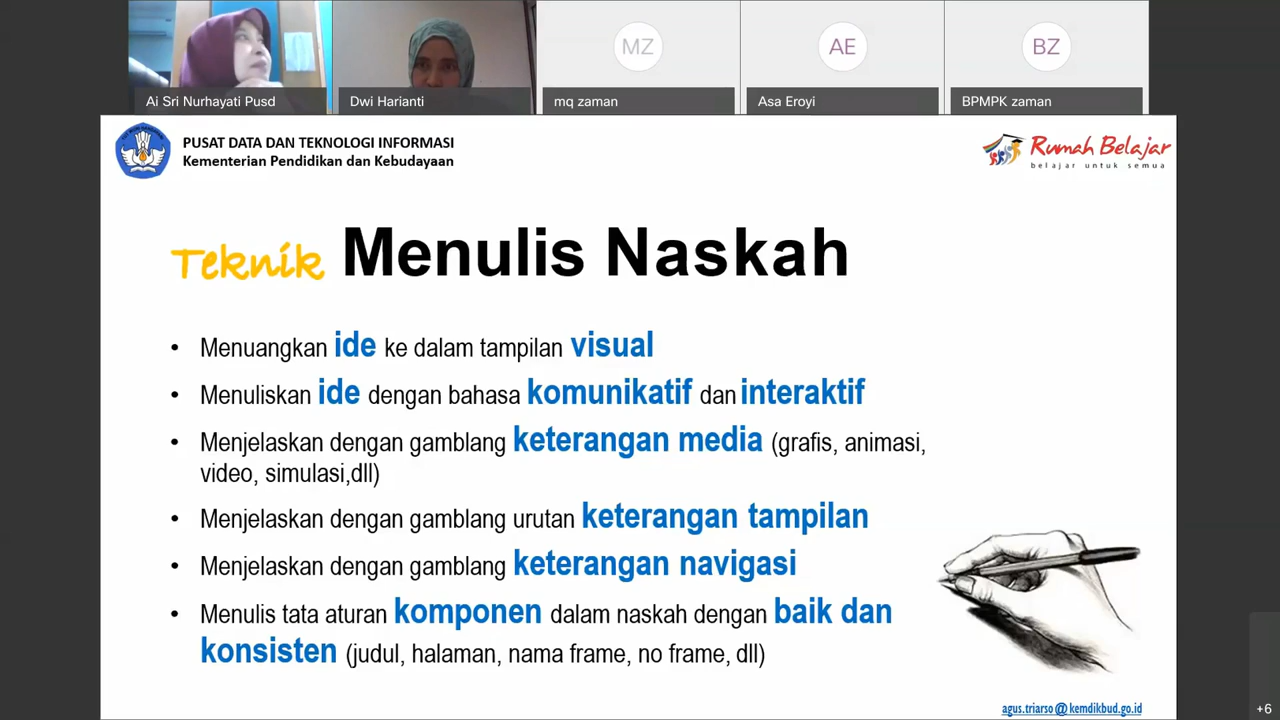 MZ
AE
BZ
Ai Sri Nurhayati Pusd
Dwi Harianti
mq zaman
Asa Eroyi
BPMPK zaman
PUSAT DATA DAN TEKNOLOGI INFORMASI
Kementerian Pendidikan dan Kebudayaan
Rumah Belajar
belajar untuk semua
Teknik Menulis Naskah
• Menuangkan ide ke dalam tampilan visual
• Menuliskan ide dengan bahasa komunikatif dan interaktif
• Menjelaskan dengan gamblang keterangan media (grafis, animasi,
video, simulasi,dll)
• Menjelaskan dengan gamblang urutan keterangan tampilan
• Menjelaskan dengan gamblang keterangan navigasi
• Menulis tata aturan komponen dalam naskah dengan baik dan
konsisten (judul, halaman, nama frame, no frame, dll)
agus.triarso@kemdikbud.go.id
+6